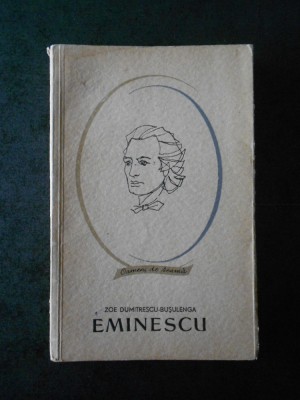 Oameni de seamă
ZOE DUMITRESCU-BUȘULENGA
EMINESCU